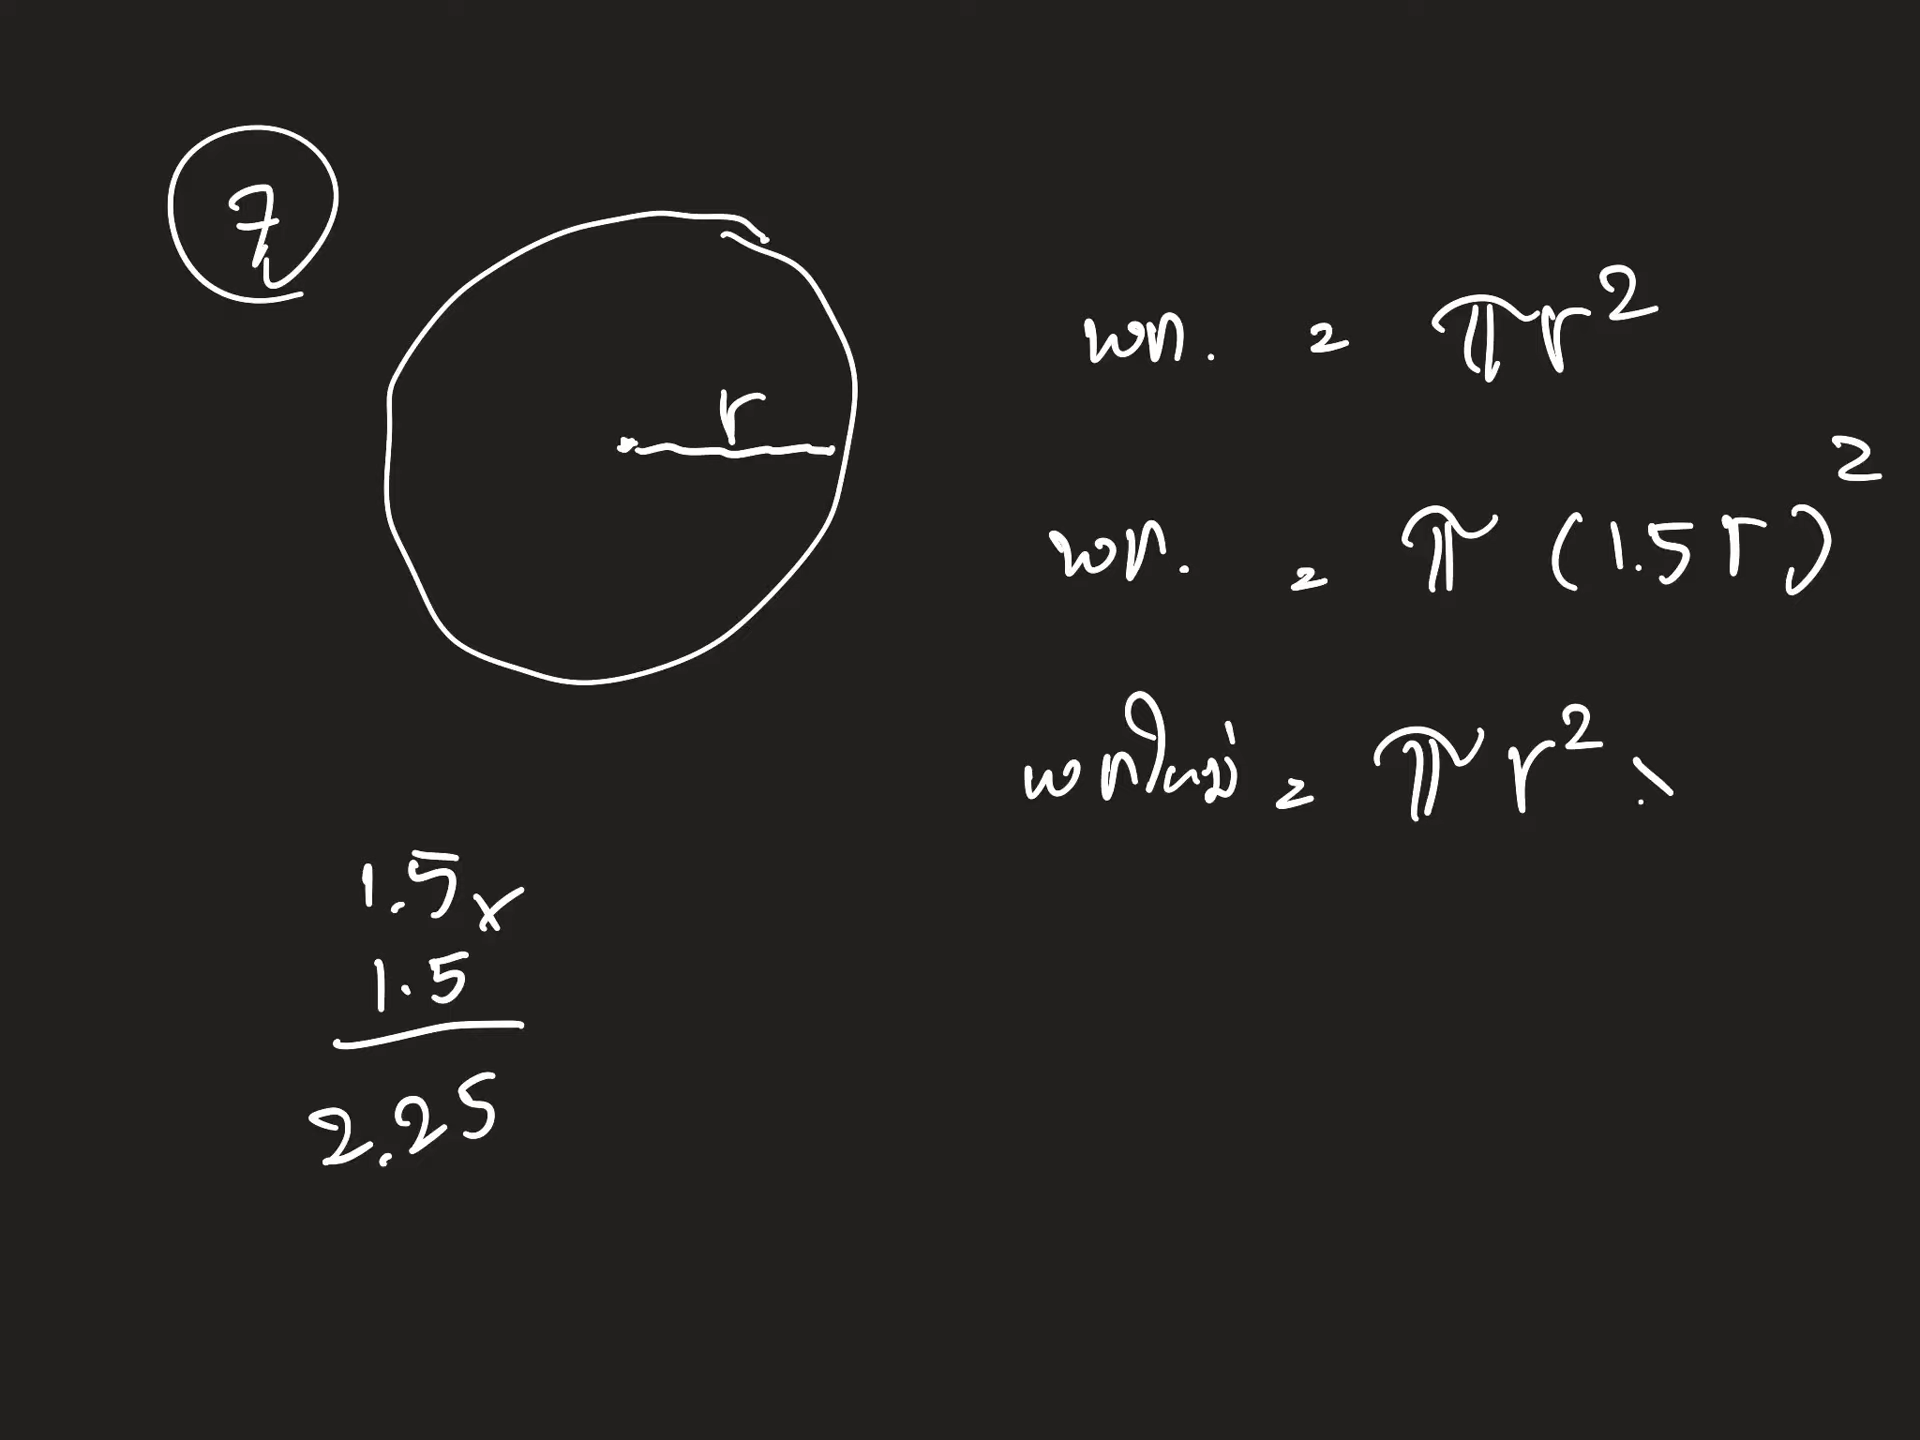 7
r
พท. = πr²
พท. = π (1.5r)²
พทใหม่ = πr²
1.5 x
1.5
2.25